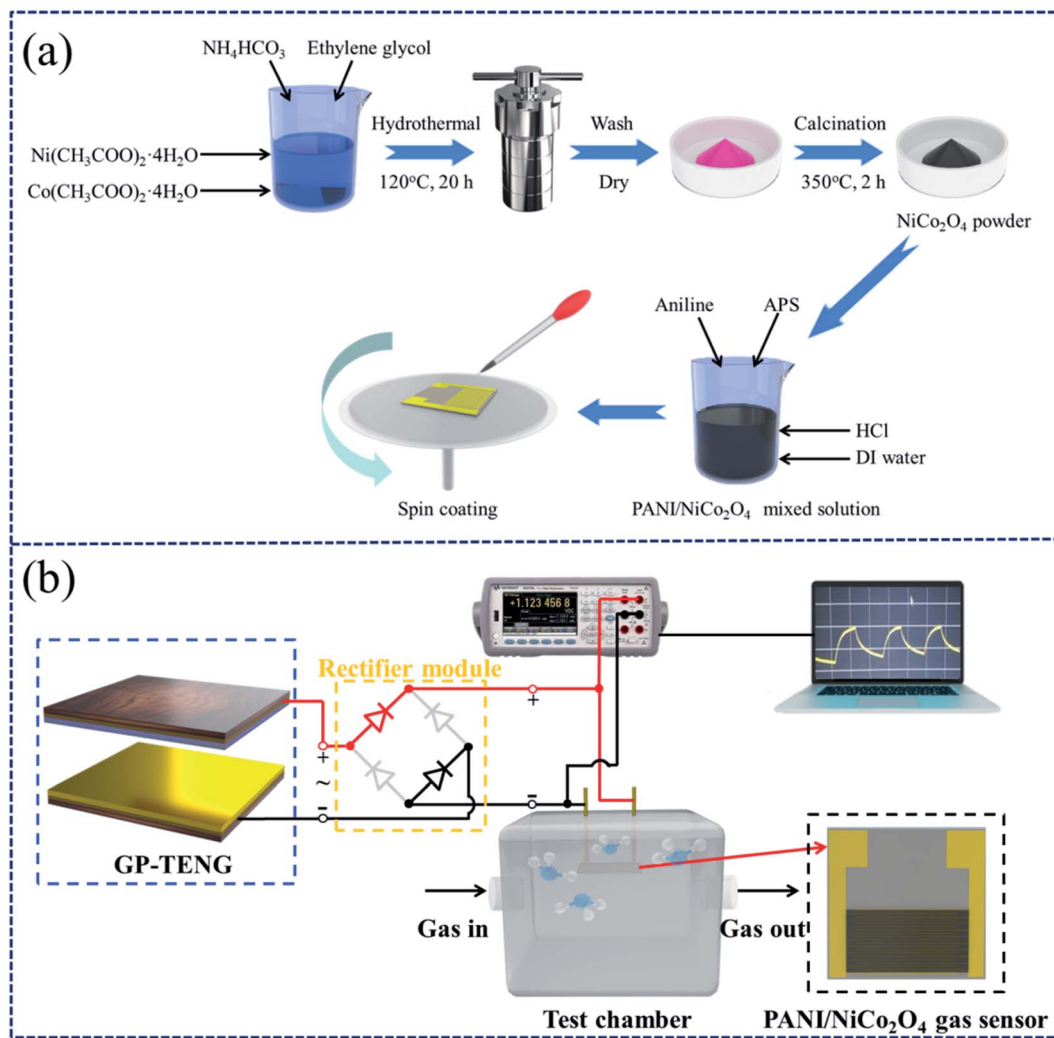 (a)
NH₄HCO₃ Ethylene glycol
Ni(CH₃COO)₂·4H₂O
Co(CH₃COO)₂·4H₂O
Hydrothermal
120°C, 20 h
Wash
Dry
Calcination
350°C, 2 h
NiCo₂O₄ powder
Aniline APS
HCl
DI water
Spin coating
PANI/NiCo₂O₄ mixed solution
(b)
+1.123 456 8
VDC
Rectifier module
+
+
~
-
-
GP-TENG
Gas in
Gas out
Test chamber
PANI/NiCo₂O₄ gas sensor